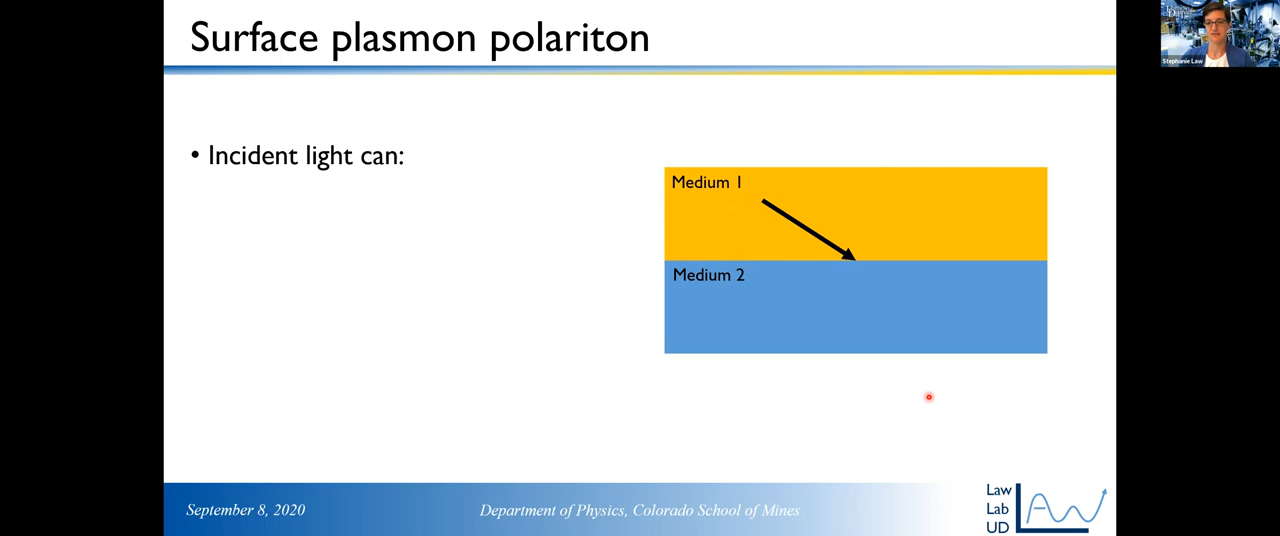 Surface plasmon polariton
Stephanie Law
• Incident light can:
Medium 1
Medium 2
September 8, 2020
Department of Physics, Colorado School of Mines
Law
Lab
UD